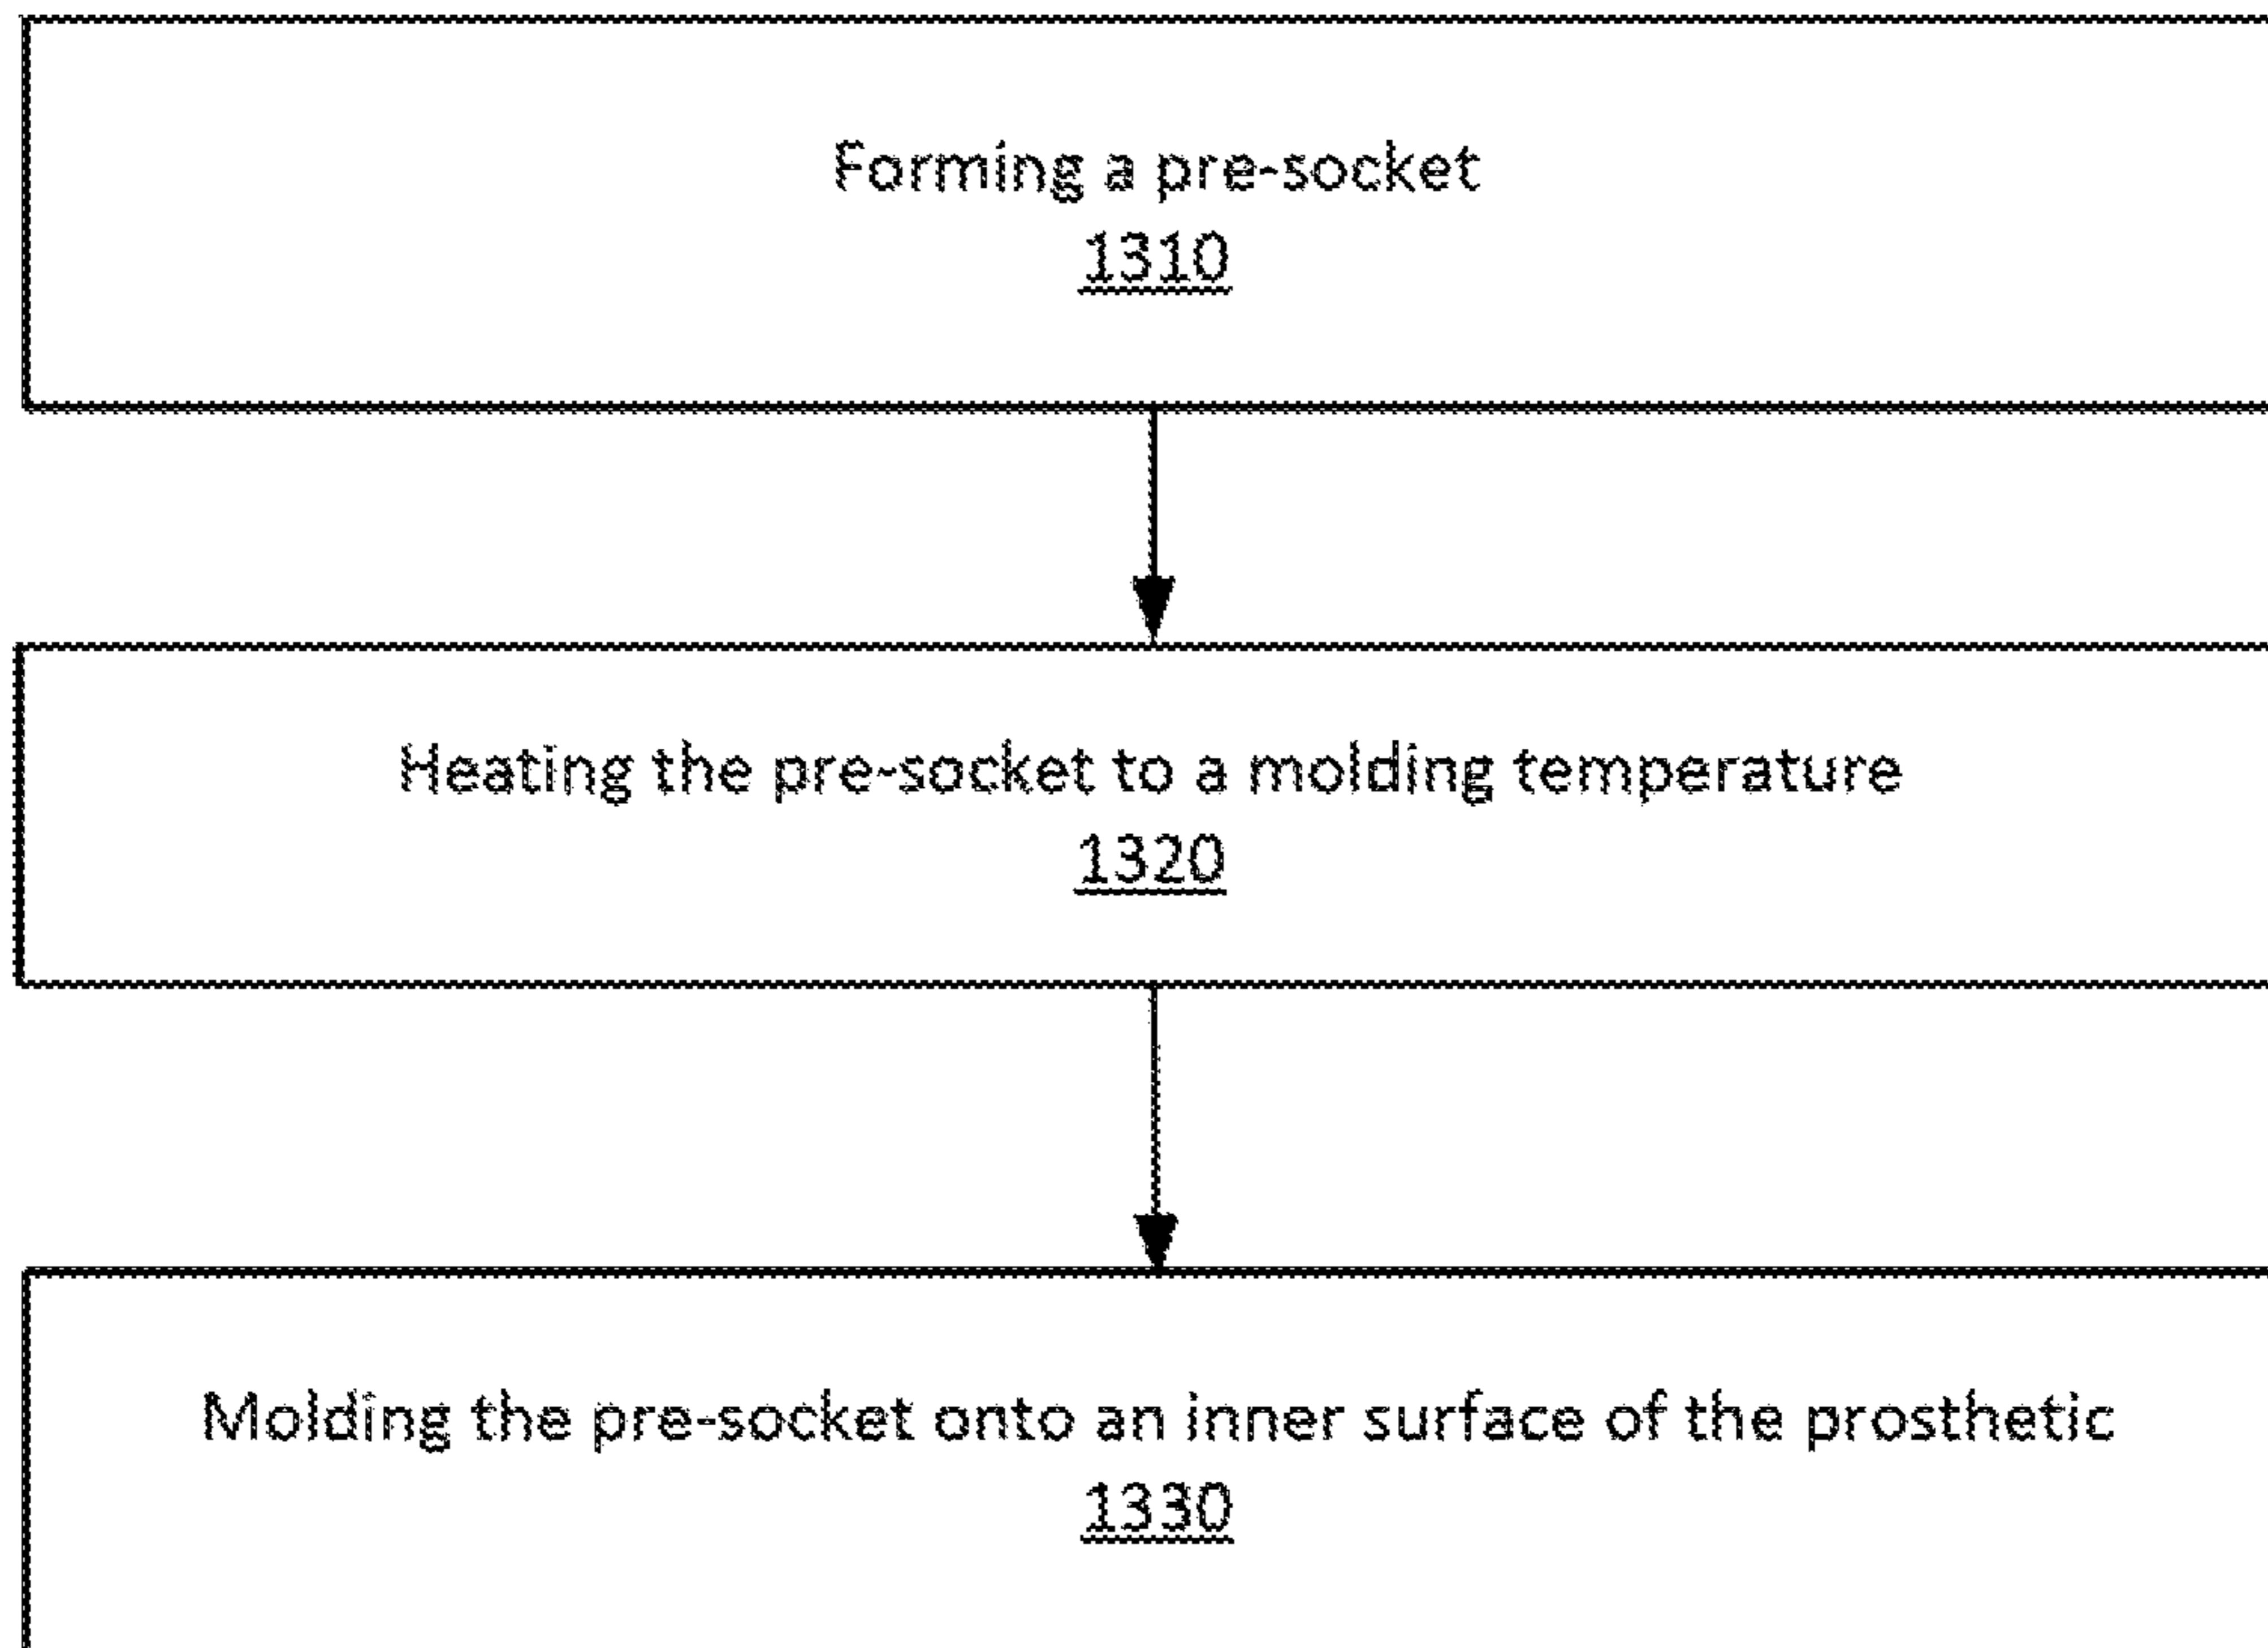 Forming a pre-socket
1310
Heating the pre-socket to a molding temperature
1320
Molding the pre-socket onto an inner surface of the prosthetic
1330